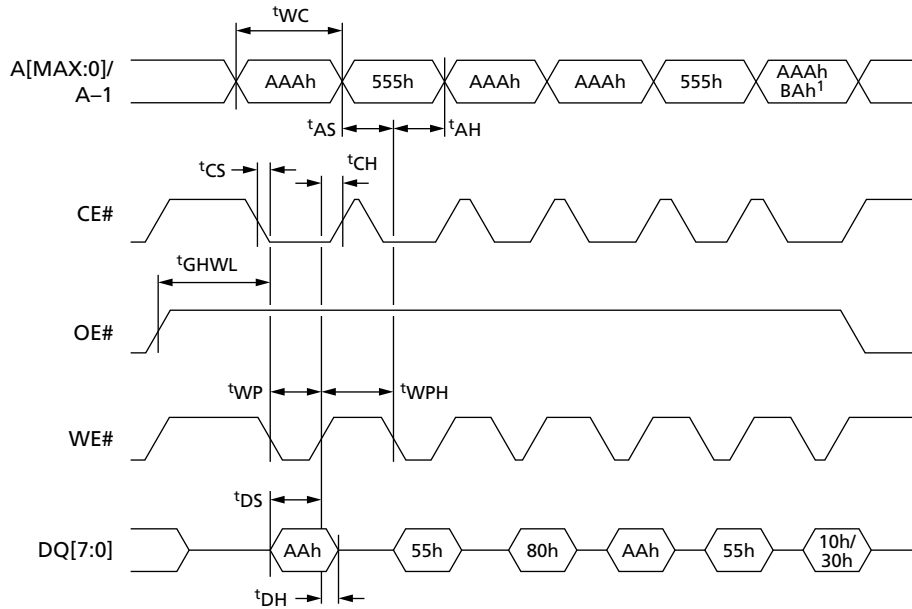 tWC
A[MAX:0]/
A–1
AAAh 555h AAAh AAAh 555h AAAh
BAh1
tAS tAH
tCS tCH
CE#
tGHWL
OE#
tWP tWPH
WE#
tDS
DQ[7:0] AAh 55h 80h AAh 55h 10h/
30h
tDH